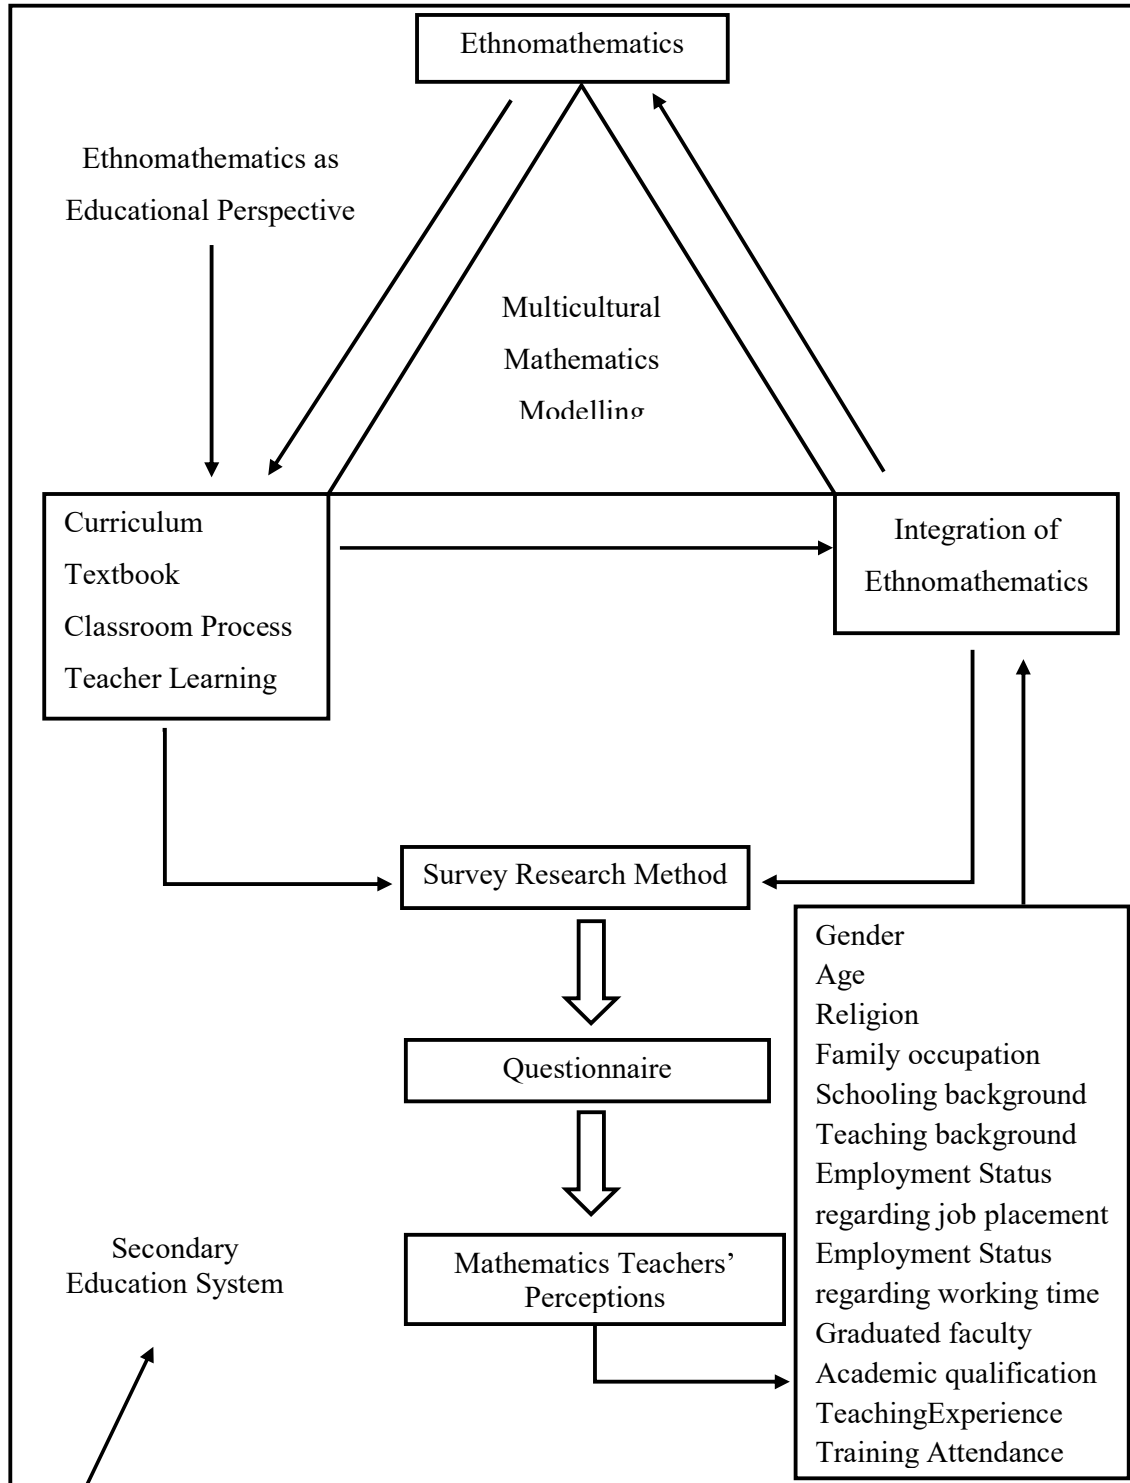 Ethnomathematics
Ethnomathematics as
Educational Perspective
Multicultural
Mathematics
Modelling
Curriculum
Textbook
Classroom Process
Teacher Learning
Integration of
Ethnomathematics
Survey Research Method
Questionnaire
Mathematics Teachers’
Perceptions
Secondary
Education System
Gender
Age
Religion
Family occupation
Schooling background
Teaching background
Employment Status
regarding job placement
Employment Status
regarding working time
Graduated faculty
Academic qualification
TeachingExperience
Training Attendance